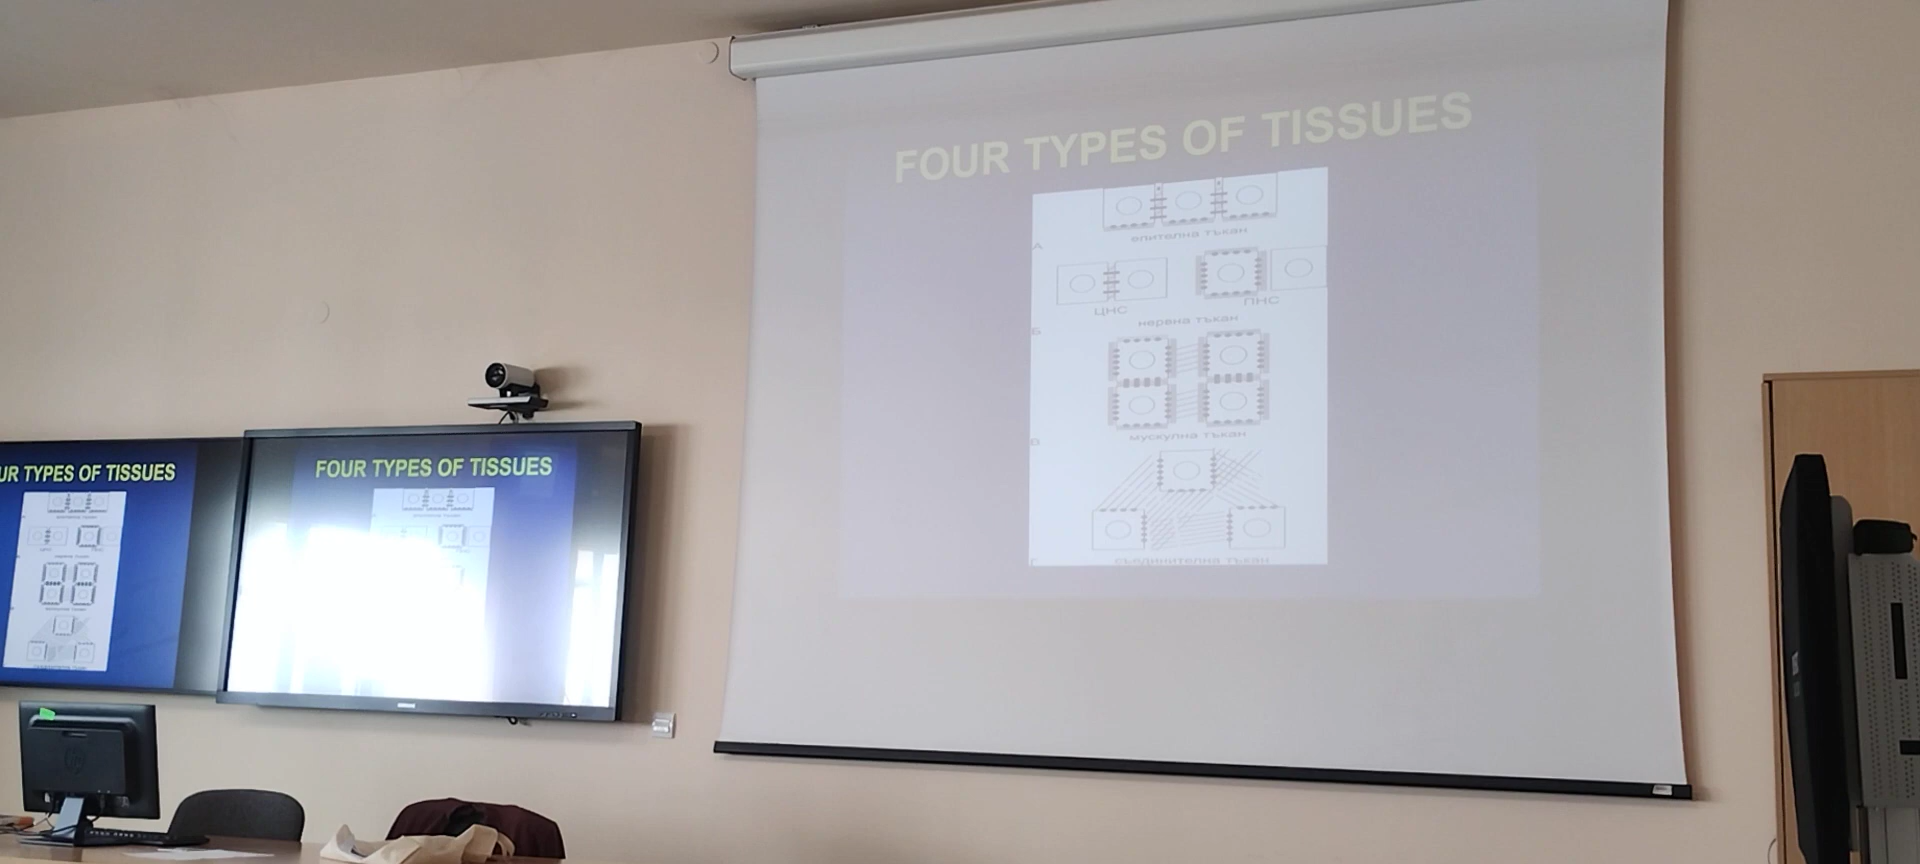 FOUR TYPES OF TISSUES
епителна тъкан
А
ЦНС
ПНС
нервна тъкан
Б
мускулна тъкан
В
съединителна тъкан
Г
UR TYPES OF TISSUES
FOUR TYPES OF TISSUES